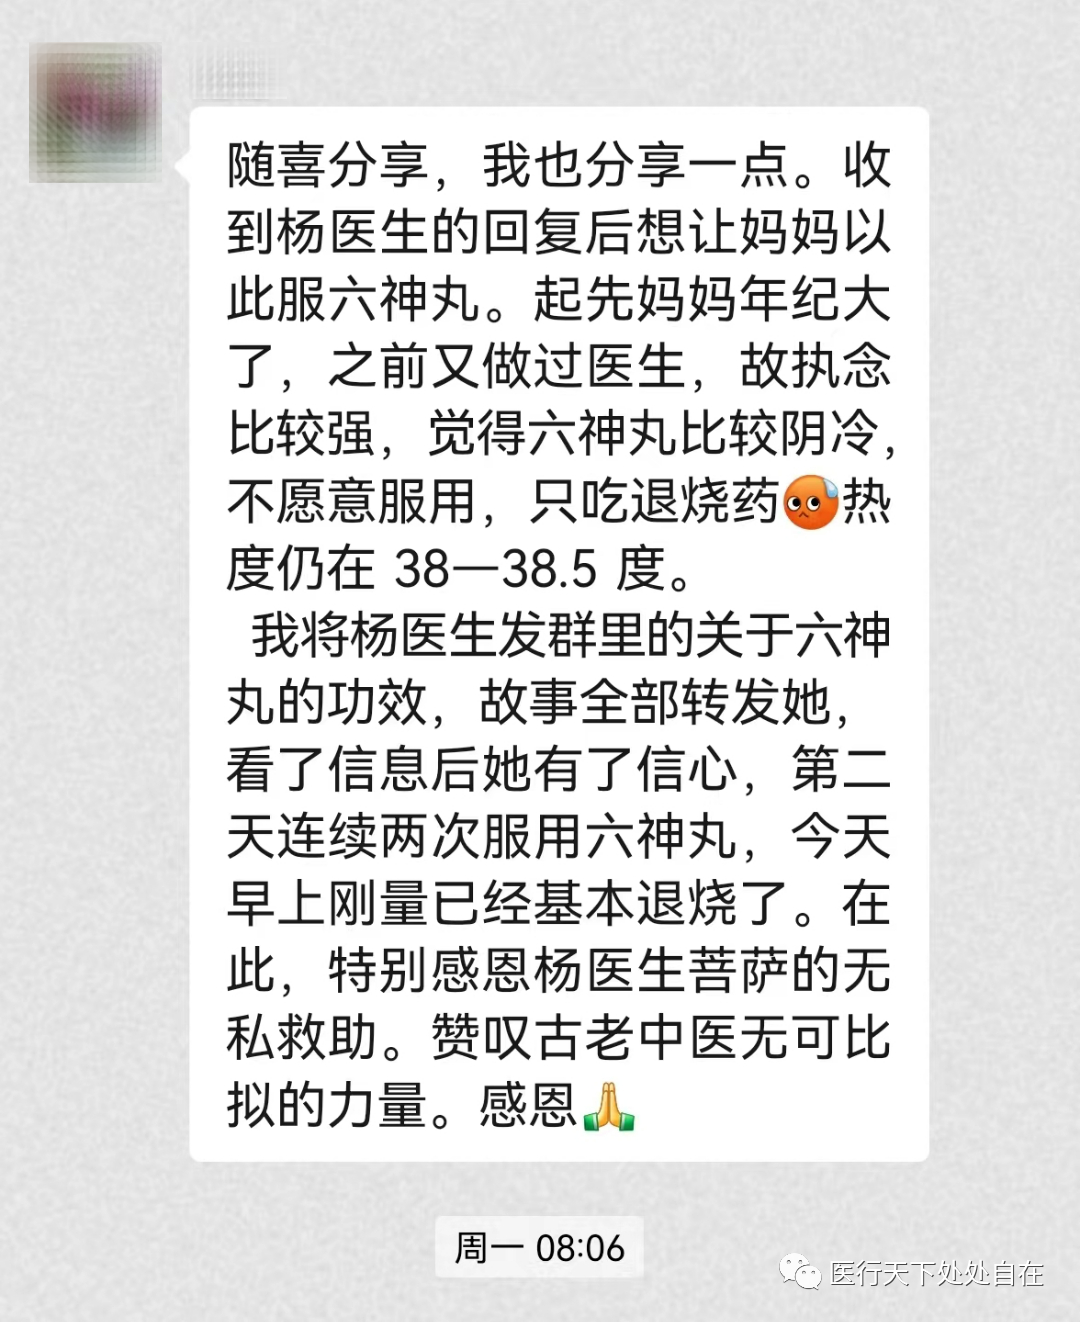 随喜分享，我也分享一点。收
到杨医生的回复后想让妈妈以
此服六神丸。起先妈妈年纪大
了，之前又做过医生，故执念
比较强，觉得六神丸比较阴冷，
不愿意服用，只吃退烧药🥵热
度仍在 38—38.5 度。
我将杨医生发群里的关于六神
丸的功效，故事全部转发她，
看了信息后她有了信心，第二
天连续两次服用六神丸，今天
早上刚量已经基本退烧了。在
此，特别感恩杨医生菩萨的无
私救助。赞叹古老中医无可比
拟的力量。感恩🙏
周一 08:06
医行天下处处自在